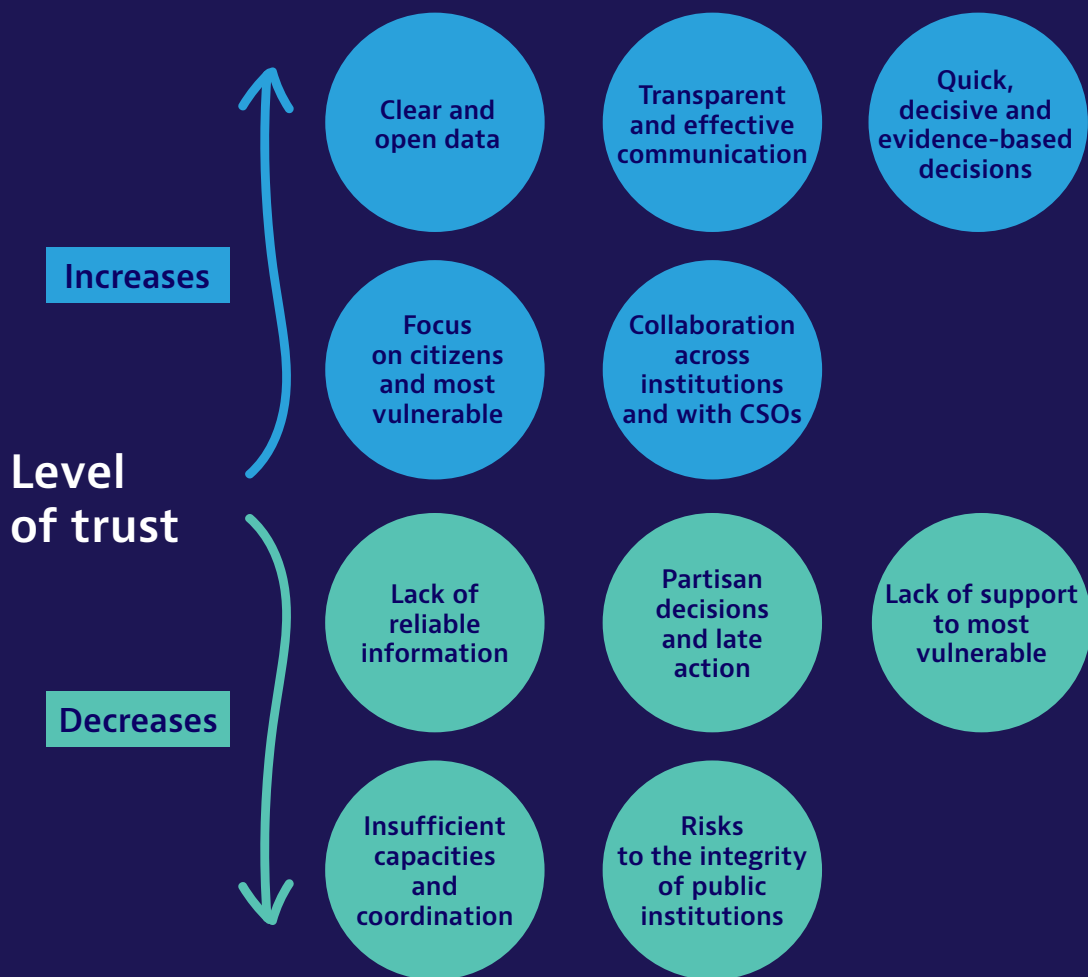 Clear and
open data
Transparent
and effective
communication
Quick,
decisive and
evidence-based
decisions
Increases
Focus
on citizens
and most
vulnerable
Collaboration
across
institutions
and with CSOs
Level
of trust
Lack of
reliable
information
Partisan
decisions
and late
action
Lack of support
to most
vulnerable
Decreases
Insufficient
capacities
and
coordination
Risks
to the integrity
of public
institutions